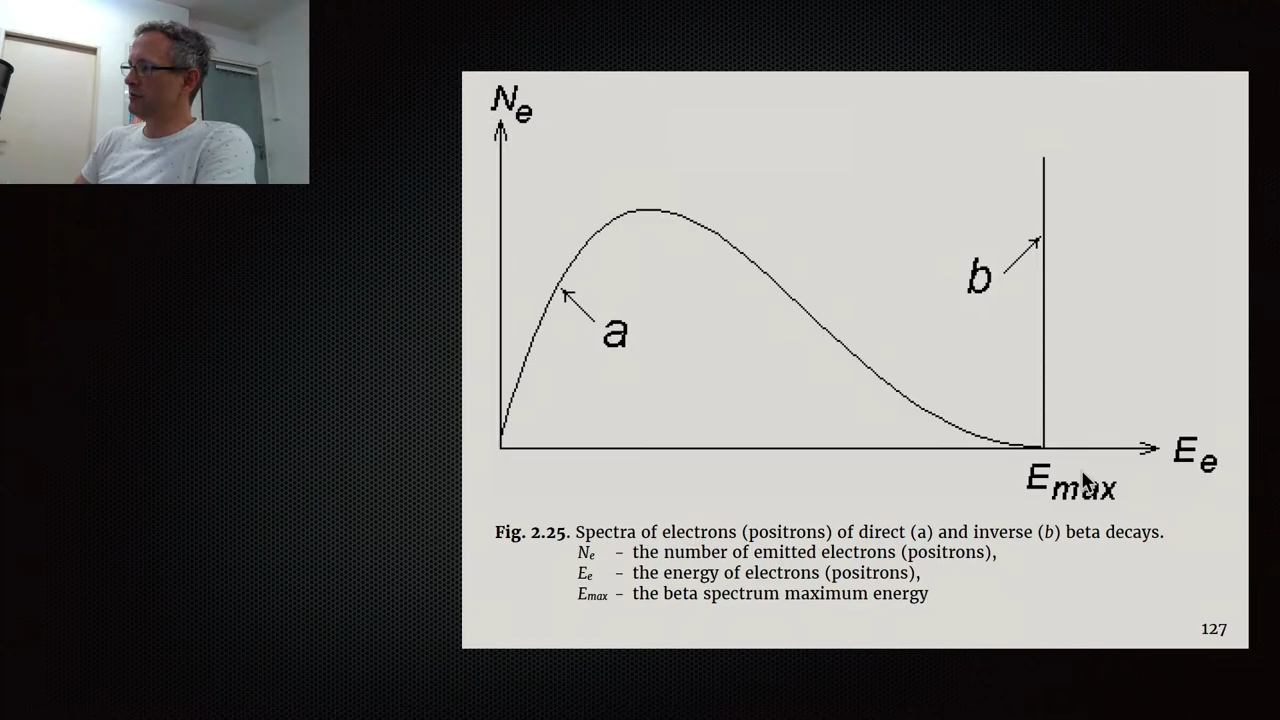 Ne
a
b
Ee
Emax
Fig. 2.25. Spectra of electrons (positrons) of direct (a) and inverse (b) beta decays.
Ne – the number of emitted electrons (positrons),
Ee – the energy of electrons (positrons),
Emax – the beta spectrum maximum energy
127